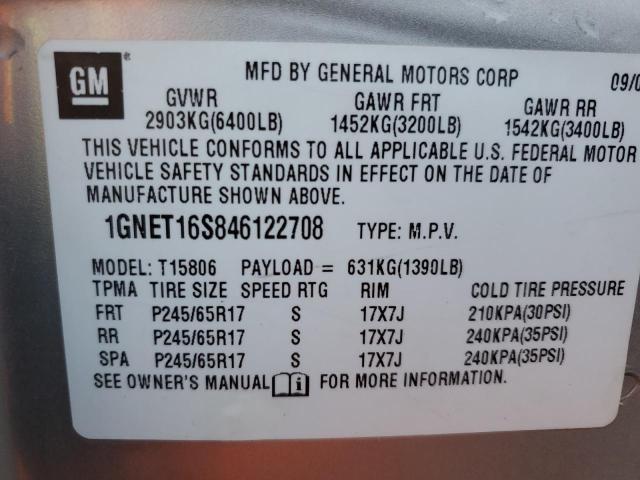 GM
MFD BY GENERAL MOTORS CORP 09/0
GVWR GAWR FRT GAWR RR
2903KG(6400LB) 1452KG(3200LB) 1542KG(3400LB)
THIS VEHICLE CONFORMS TO ALL APPLICABLE U.S. FEDERAL MOTOR
VEHICLE SAFETY STANDARDS IN EFFECT ON THE DATE OF
MANUFACTURE SHOWN ABOVE.
1GNET16S846122708 TYPE: M.P.V.
MODEL: T15806 PAYLOAD = 631KG(1390LB)
TPMA TIRE SIZE SPEED RTG RIM COLD TIRE PRESSURE
FRT P245/65R17 S 17X7J 210KPA(30PSI)
RR P245/65R17 S 17X7J 240KPA(35PSI)
SPA P245/65R17 S 17X7J 240KPA(35PSI)
SEE OWNER'S MANUAL i FOR MORE INFORMATION.